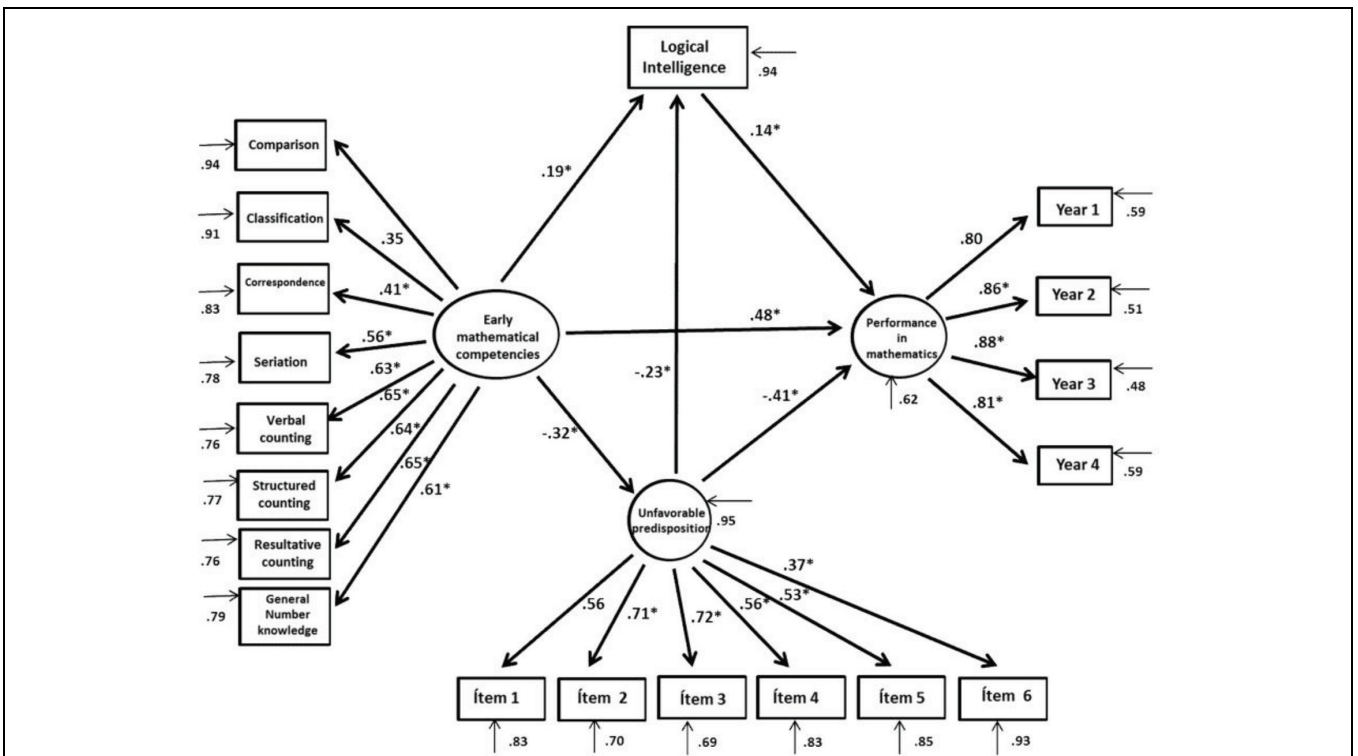 Logical
Intelligence
.94
.19*
.14*
Comparison
.94
Classification
.91
Correspondence
.83
Seriation
.78
Verbal
counting
.76
Structured
counting
.77
Resultative
counting
.76
General
Number
knowledge
.79
.35
.41*
.56*
.63*
.65*
.64*
.65*
.61*
Early
mathematical
competencies
.48*
-.32*
-.23*
-.41*
Performance
in
mathematics
.62
.80
.86*
.88*
.81*
Year 1
.59
Year 2
.51
Year 3
.48
Year 4
.59
Unfavorable
predisposition
.95
.56
.71*
.72*
.56*
.53*
.37*
Ítem 1
Ítem 2
Ítem 3
Ítem 4
Ítem 5
Ítem 6
.83
.70
.69
.83
.85
.93